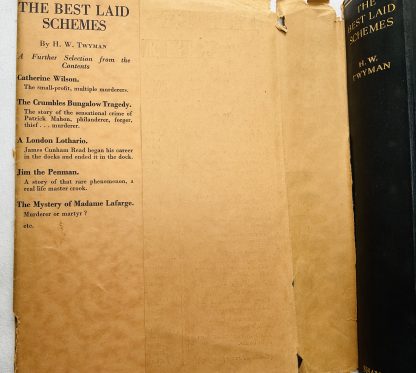 THE BEST LAID
SCHEMES
By H. W. TWYMAN
A Further Selection from the
Contents
Catherine Wilson.
The small-profit, multiple murderers.
The Crumbles Bungalow Tragedy.
The story of the sensational crime of
Patrick Mahon, philanderer, forger,
thief . . . murderer.
A London Lothario.
James Cunham Read began his career
in the docks and ended it in the dock.
Jim the Penman.
A story of that rare phenomenon, a
real life master crook.
The Mystery of Madame Lafarge.
Murderer or martyr ?
etc.
THE
BEST LAID
SCHEMES
H. W.
TWYMAN